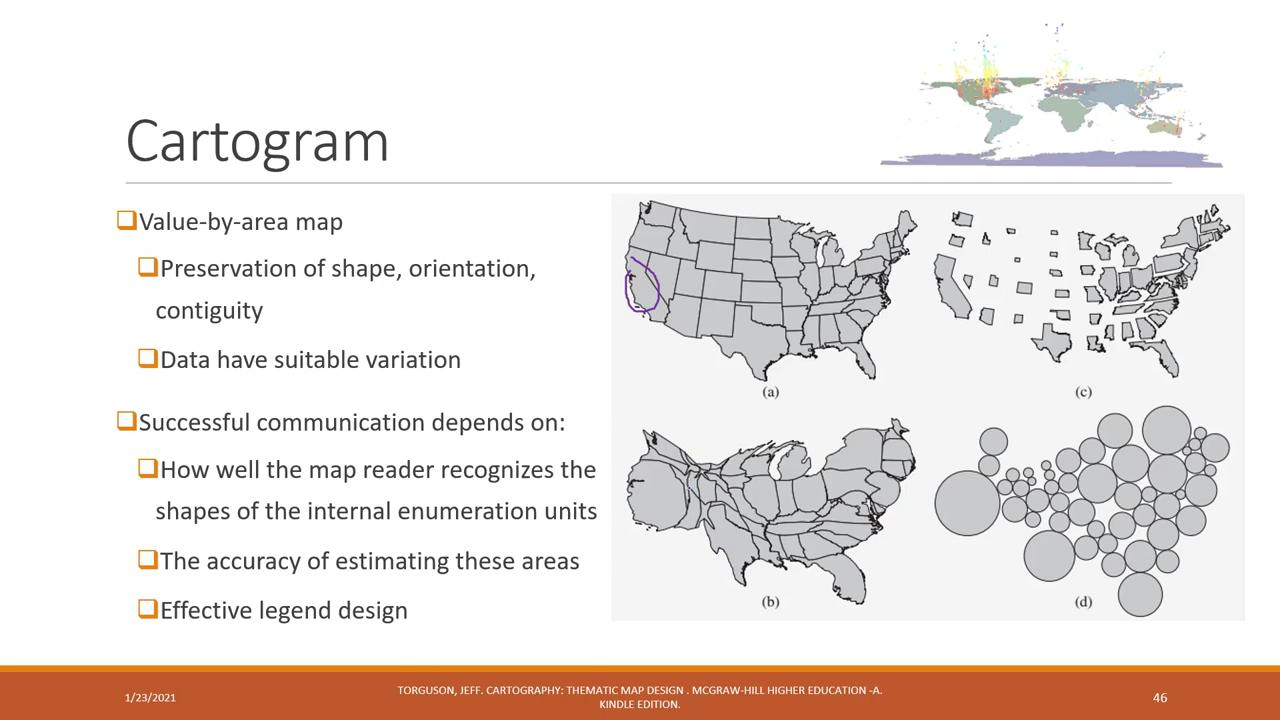 Cartogram
Value-by-area map
Preservation of shape, orientation,
contiguity
Data have suitable variation
Successful communication depends on:
How well the map reader recognizes the
shapes of the internal enumeration units
The accuracy of estimating these areas
Effective legend design
(a)
(c)
(b)
(d)
1/23/2021
TORGUSON, JEFF. CARTOGRAPHY: THEMATIC MAP DESIGN . MCGRAW-HILL HIGHER EDUCATION -A.
KINDLE EDITION.
46